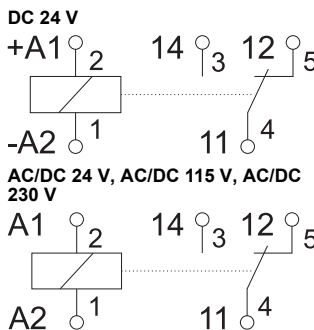 DC 24 V
+A1 2 14 3 12 5
-A2 1 11 4
AC/DC 24 V, AC/DC 115 V, AC/DC
230 V
A1 2 14 3 12 5
A2 1 11 4